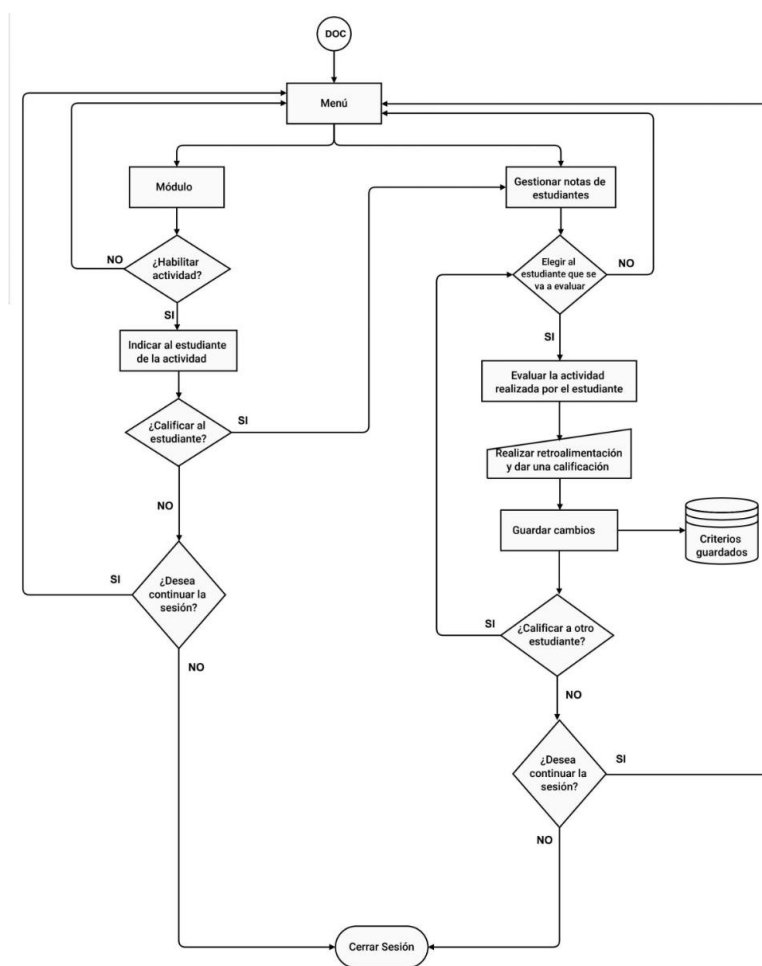 DOC
Menú
Módulo
Gestionar notas de
estudiantes
NO
¿Habilitar
actividad?
Elegir al
estudiante que se
va a evaluar
NO
SI
SI
Indicar al estudiante
de la actividad
Evaluar la actividad
realizada por el estudiante
¿Calificar al
estudiante?
SI
Realizar retroalimentación
y dar una calificación
NO
Guardar cambios
Criterios
guardados
SI
¿Desea
continuar la
sesión?
SI
¿Calificar a otro
estudiante?
NO
NO
¿Desea
continuar la
sesión?
SI
NO
Cerrar Sesión